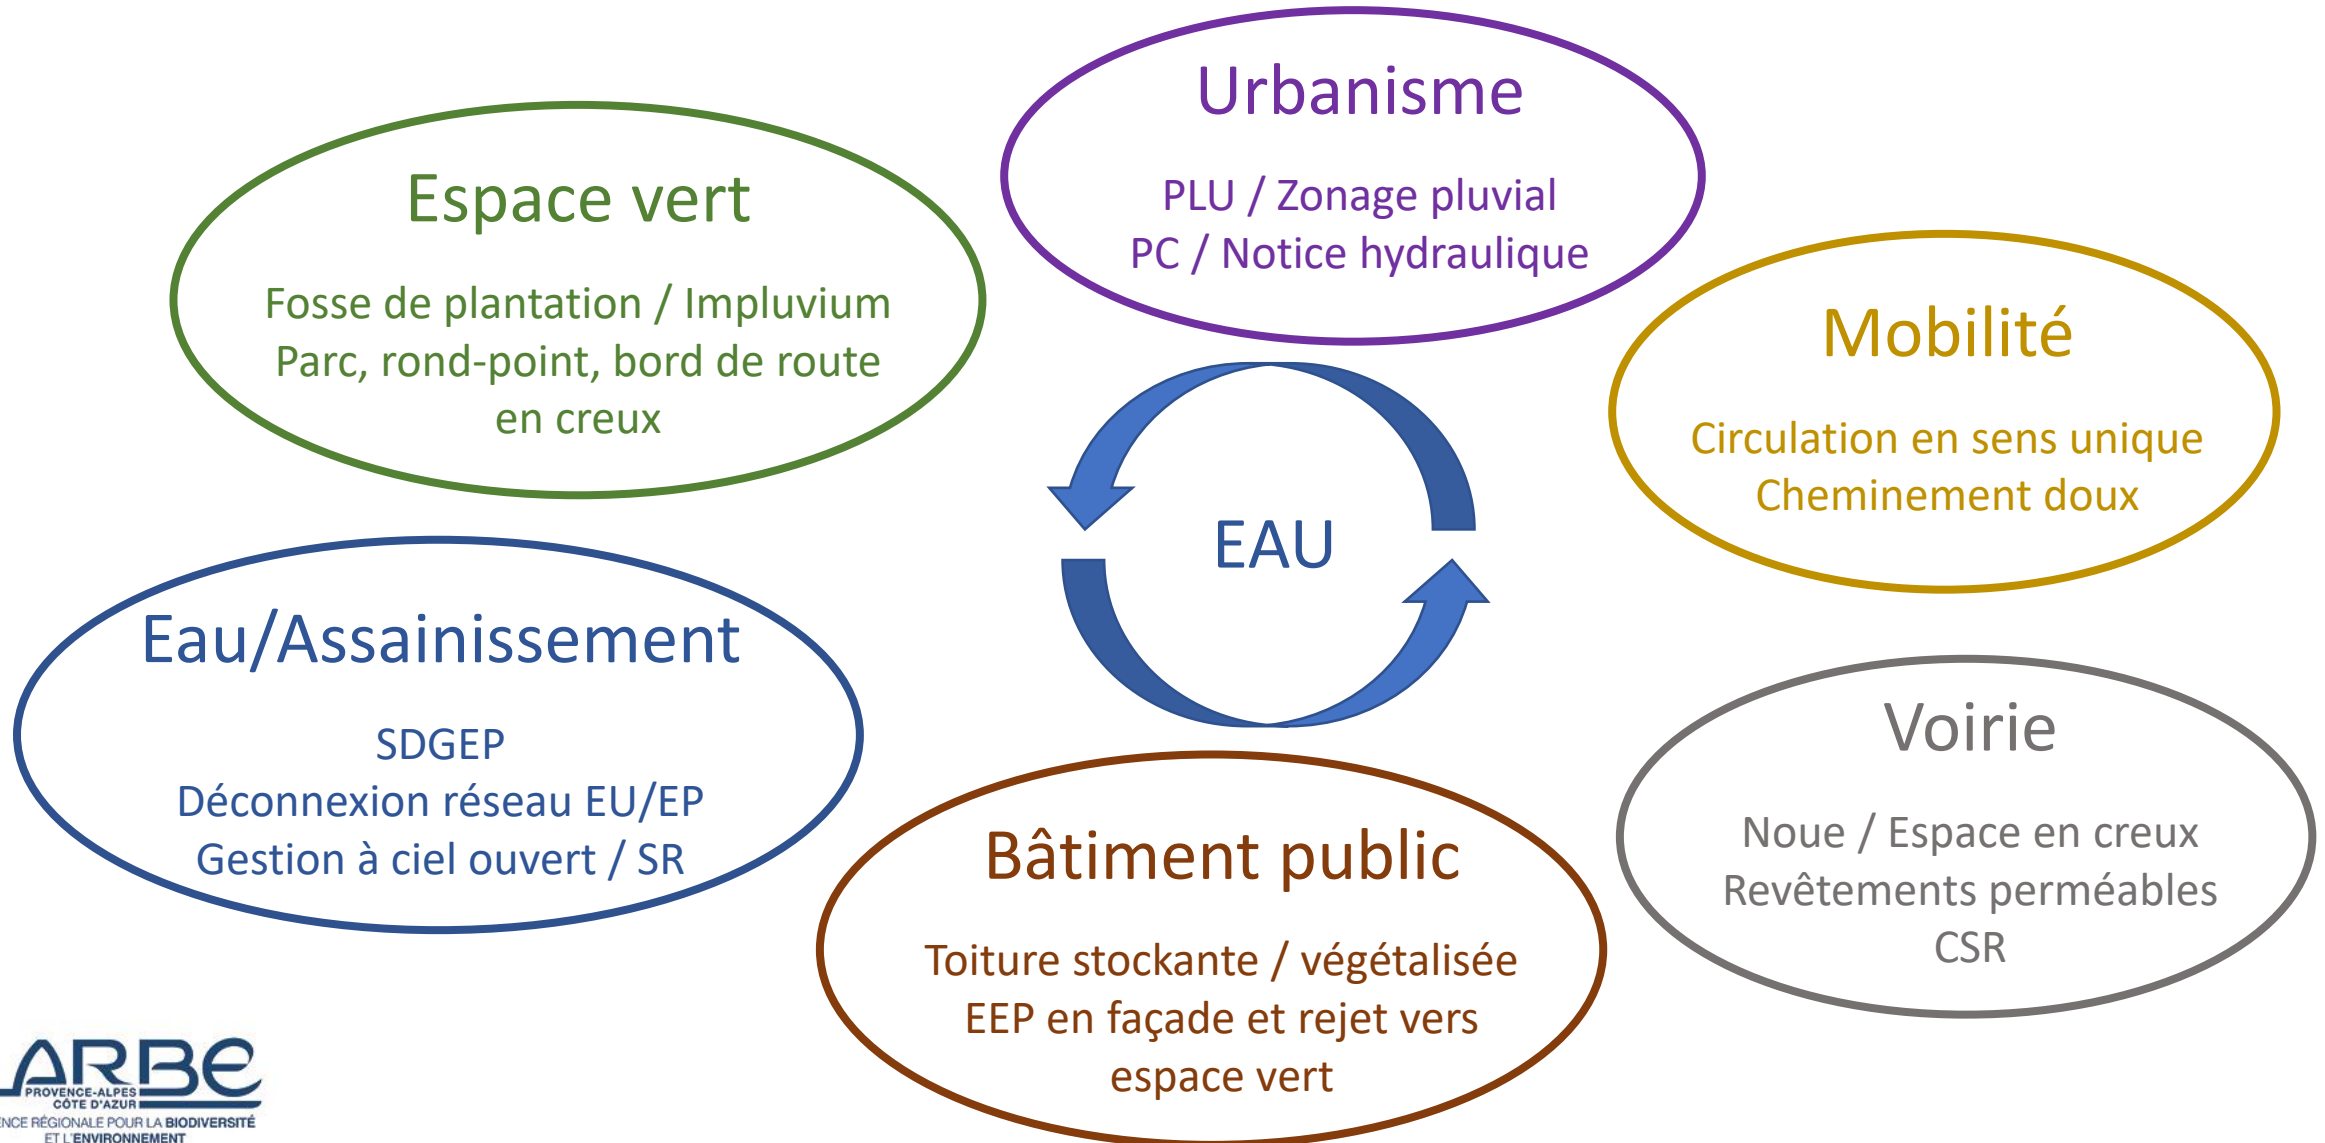 Urbanisme
PLU / Zonage pluvial
PC / Notice hydraulique
Espace vert
Fosse de plantation / Impluvium
Parc, rond-point, bord de route
en creux
Mobilité
Circulation en sens unique
Cheminement doux
EAU
Eau/Assainissement
SDGEP
Déconnexion réseau EU/EP
Gestion à ciel ouvert / SR
Voirie
Noue / Espace en creux
Revêtements perméables
CSR
Bâtiment public
Toiture stockante / végétalisée
EEP en façade et rejet vers
espace vert
ARBE
PROVENCE-ALPES
CÔTE D'AZUR
ENCE RÉGIONALE POUR LA BIODIVERSITÉ
ET L'ENVIRONNEMENT